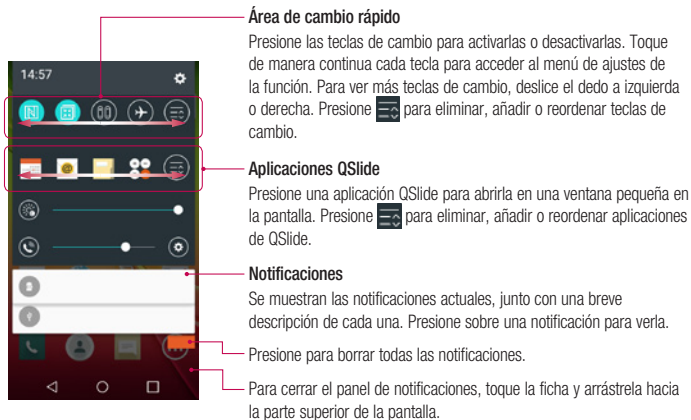 Área de cambio rápido
Presione las teclas de cambio para activarlas o desactivarlas. Toque
de manera continua cada tecla para acceder al menú de ajustes de
la función. Para ver más teclas de cambio, deslice el dedo a izquierda
o derecha. Presione para eliminar, añadir o reordenar teclas de
cambio.
14:57
Aplicaciones QSlide
Presione una aplicación QSlide para abrirla en una ventana pequeña en
la pantalla. Presione para eliminar, añadir o reordenar aplicaciones
de QSlide.
Notificaciones
Se muestran las notificaciones actuales, junto con una breve
descripción de cada una. Presione sobre una notificación para verla.
Presione para borrar todas las notificaciones.
Para cerrar el panel de notificaciones, toque la ficha y arrástrela hacia
la parte superior de la pantalla.